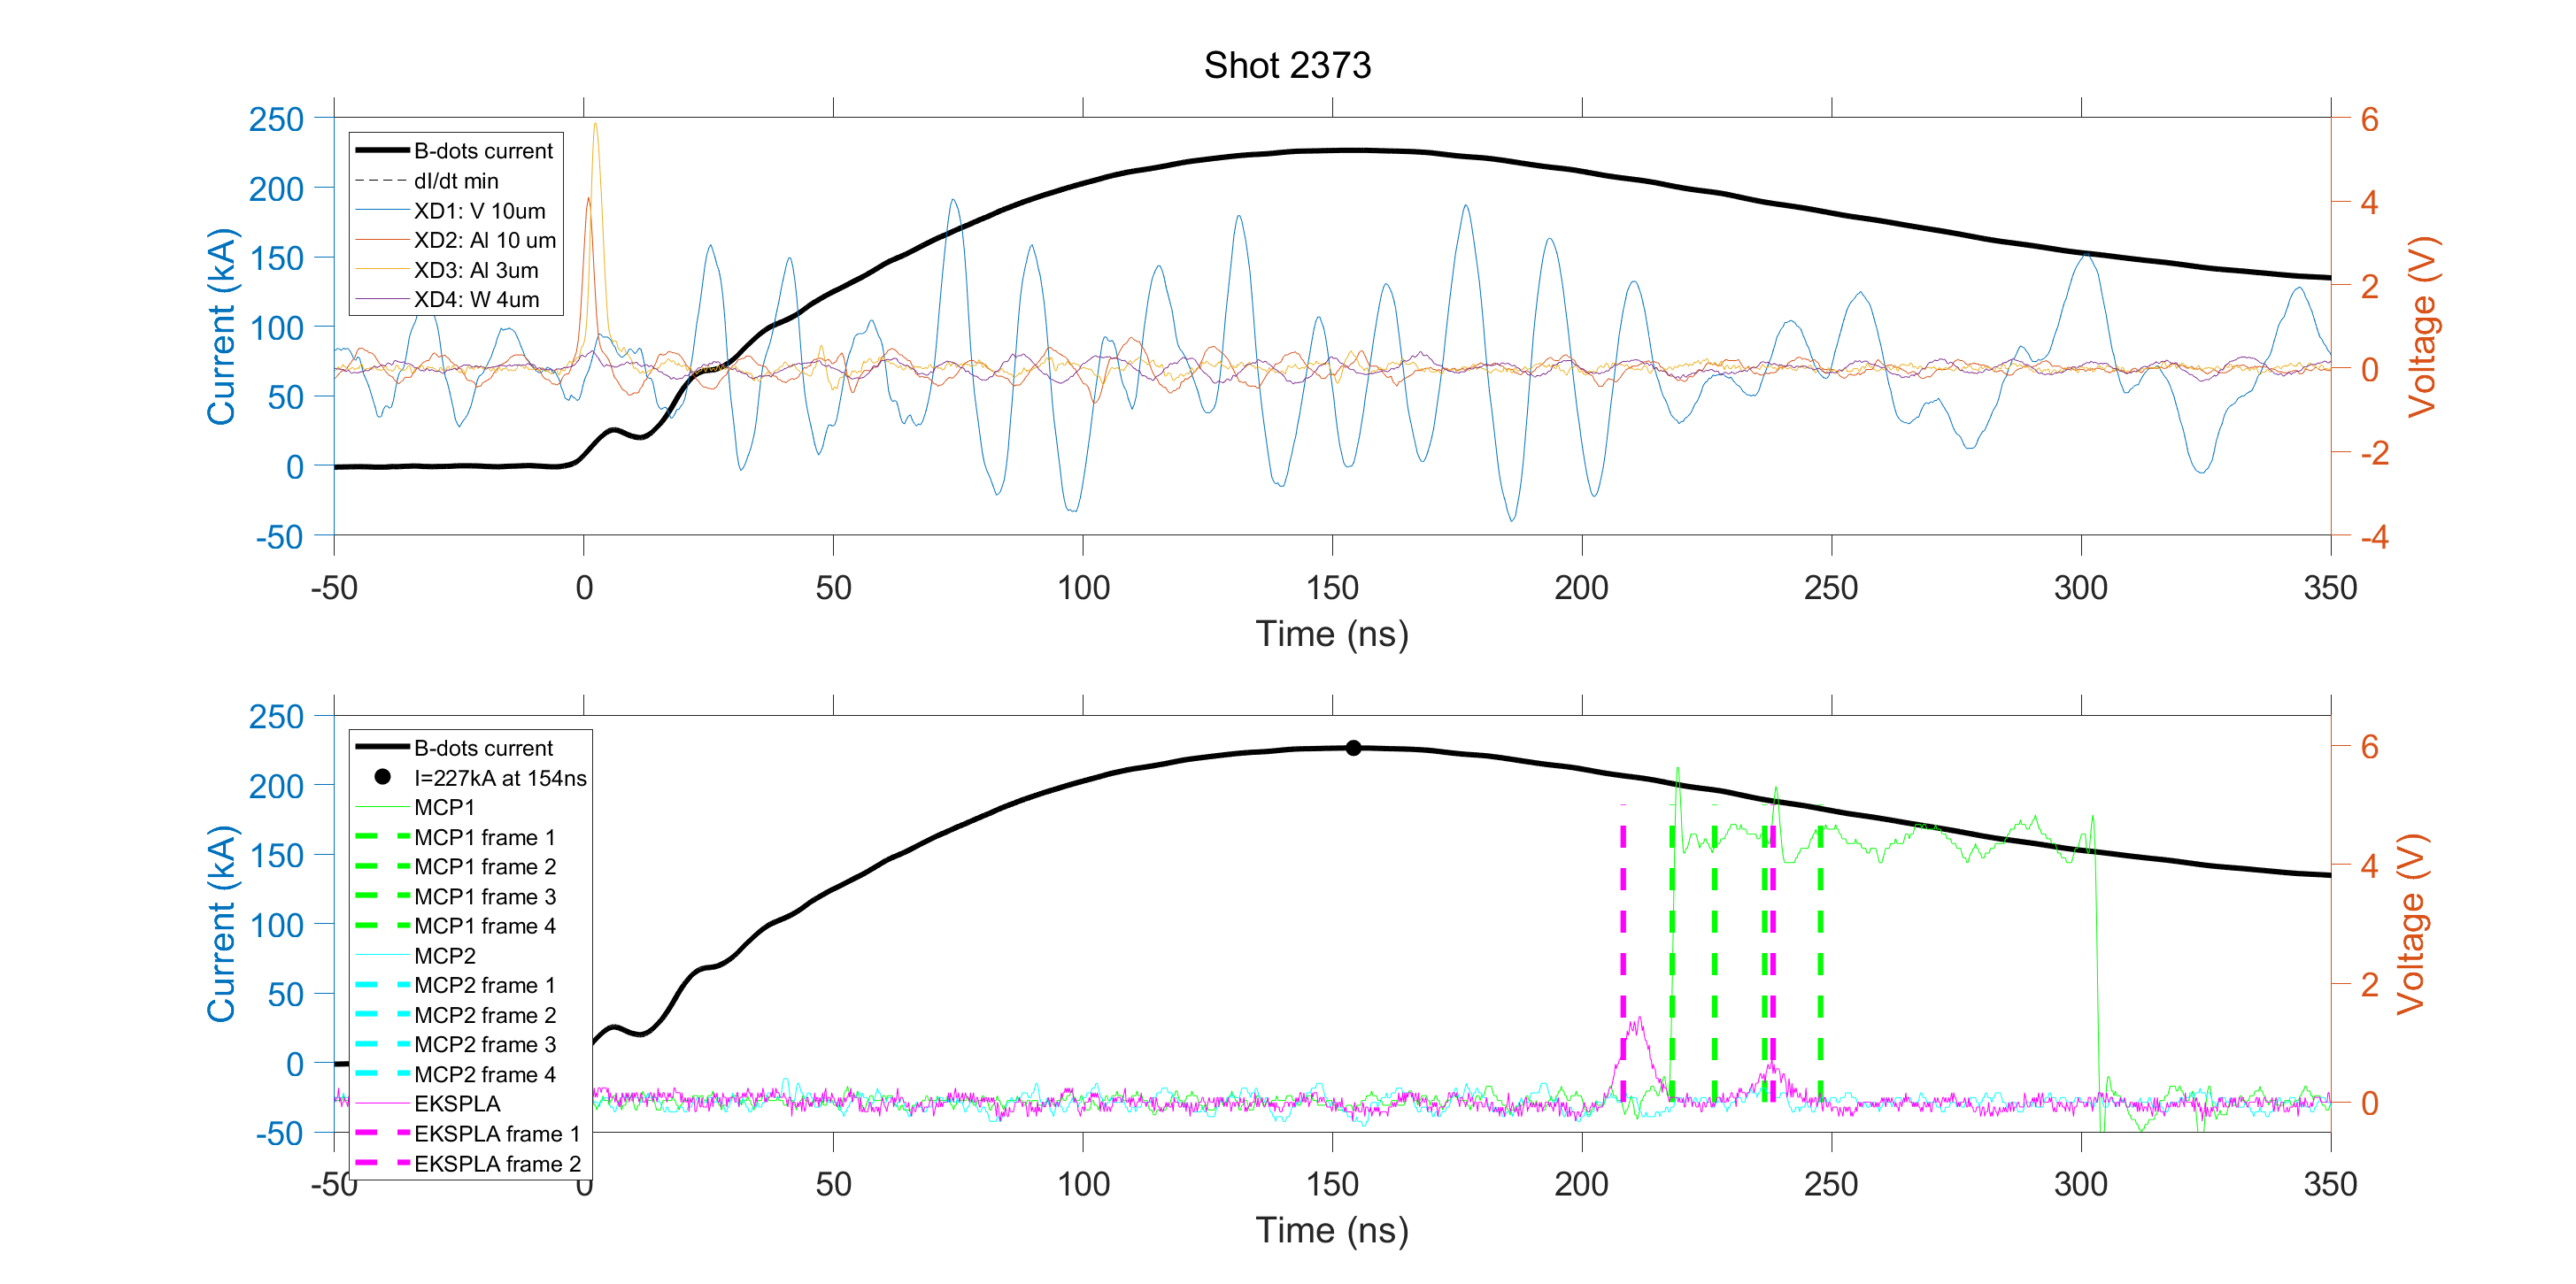 Shot 2373
250
200
150
100
50
0
-50
Current (kA)
B-dots current
dI/dt min
XD1: V 10um
XD2: Al 10 um
XD3: Al 3um
XD4: W 4um
6
4
2
0
-2
-4
Voltage (V)
-50 0 50 100 150 200 250 300 350
Time (ns)
250
200
150
100
50
0
-50
Current (kA)
B-dots current
I=227kA at 154ns
MCP1
MCP1 frame 1
MCP1 frame 2
MCP1 frame 3
MCP1 frame 4
MCP2
MCP2 frame 1
MCP2 frame 2
MCP2 frame 3
MCP2 frame 4
EKSPLA
EKSPLA frame 1
EKSPLA frame 2
6
4
2
0
Voltage (V)
-50 0 50 100 150 200 250 300 350
Time (ns)